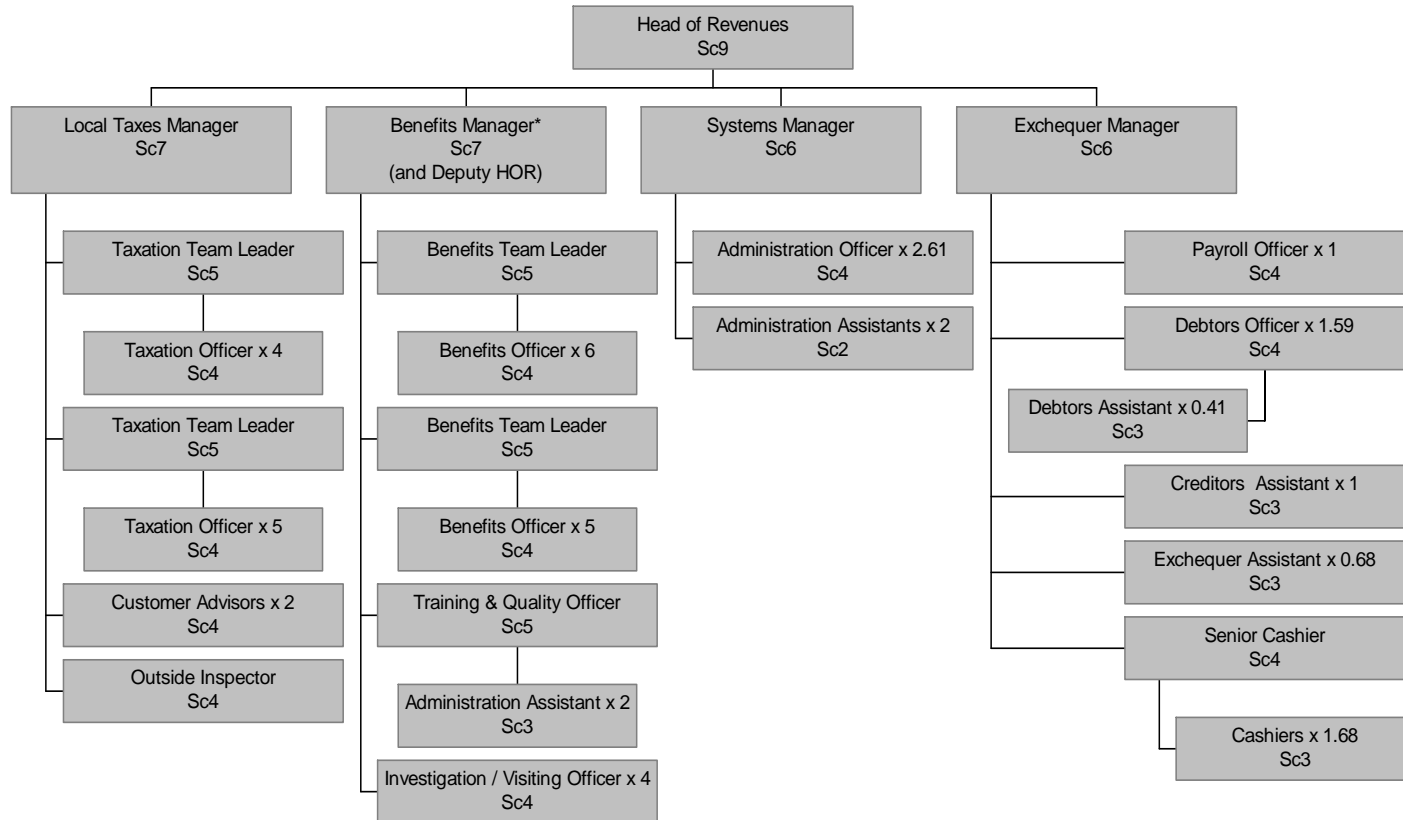 Head of Revenues
Sc9
Local Taxes Manager
Sc7
Benefits Manager*
Sc7
(and Deputy HOR)
Systems Manager
Sc6
Exchequer Manager
Sc6
Taxation Team Leader
Sc5
Taxation Officer x 4
Sc4
Taxation Team Leader
Sc5
Taxation Officer x 5
Sc4
Customer Advisors x 2
Sc4
Outside Inspector
Sc4
Benefits Team Leader
Sc5
Benefits Officer x 6
Sc4
Benefits Team Leader
Sc5
Benefits Officer x 5
Sc4
Training & Quality Officer
Sc5
Administration Assistant x 2
Sc3
Investigation / Visiting Officer x 4
Sc4
Administration Officer x 2.61
Sc4
Administration Assistants x 2
Sc2
Payroll Officer x 1
Sc4
Debtors Officer x 1.59
Sc4
Debtors Assistant x 0.41
Sc3
Creditors  Assistant x 1
Sc3
Exchequer Assistant x 0.68
Sc3
Senior Cashier
Sc4
Cashiers x 1.68
Sc3